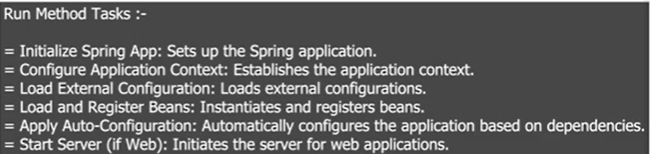 Run Method Tasks :-
= Initialize Spring App: Sets up the Spring application.
= Configure Application Context: Establishes the application context.
= Load External Configuration: Loads external configurations.
= Load and Register Beans: Instantiates and registers beans.
= Apply Auto-Configuration: Automatically configures the application based on dependencies.
= Start Server (if Web): Initiates the server for web applications.